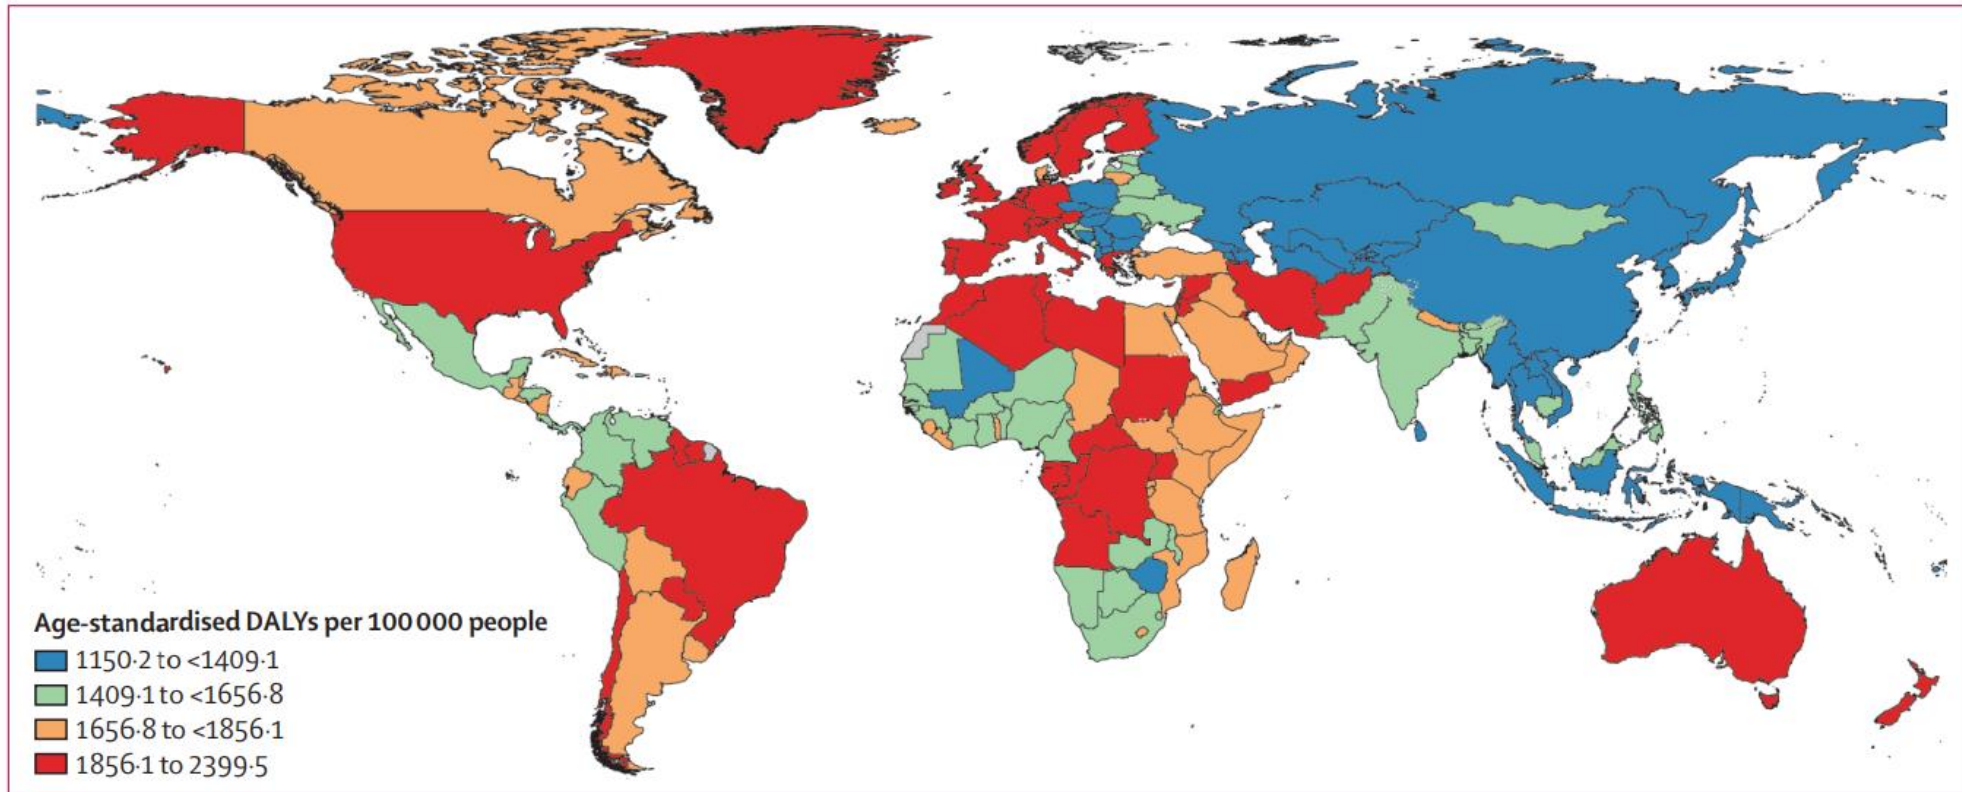 Age-standardised DALYs per 100 000 people
1150·2 to <1409·1
1409·1 to <1656·8
1656·8 to <1856·1
1856·1 to 2399·5